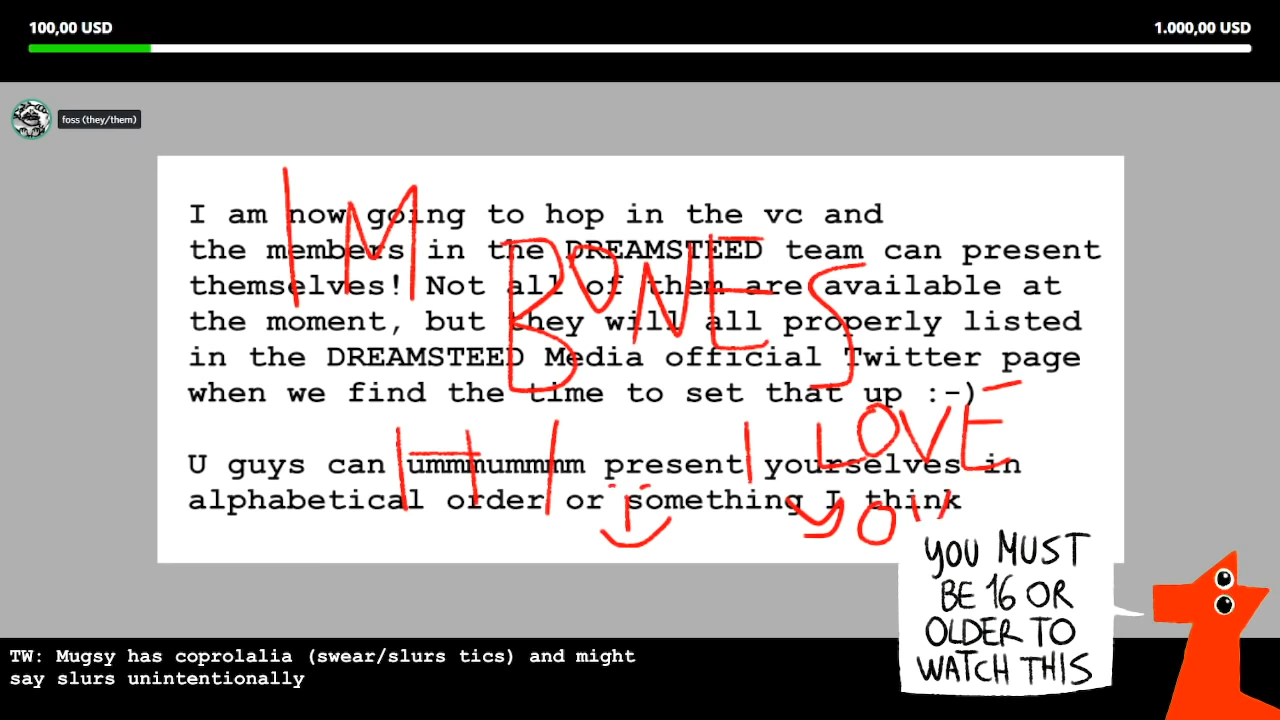 100,00 USD
1.000,00 USD
foss (they/them)
I am now going to hop in the vc and
the members in the DREAMSTEED team can present
themselves! Not all of them are available at
the moment, but they will all properly listed
in the DREAMSTEED Media official Twitter page
when we find the time to set that up :-)
U guys can ummmummmm present yourselves in
alphabetical order or something I think
IM
BONES
HI
I LOVE
YOU
YOU MUST
BE 16 OR
OLDER TO
WATCH THIS
TW: Mugsy has coprolalia (swear/slurs tics) and might
say slurs unintentionally